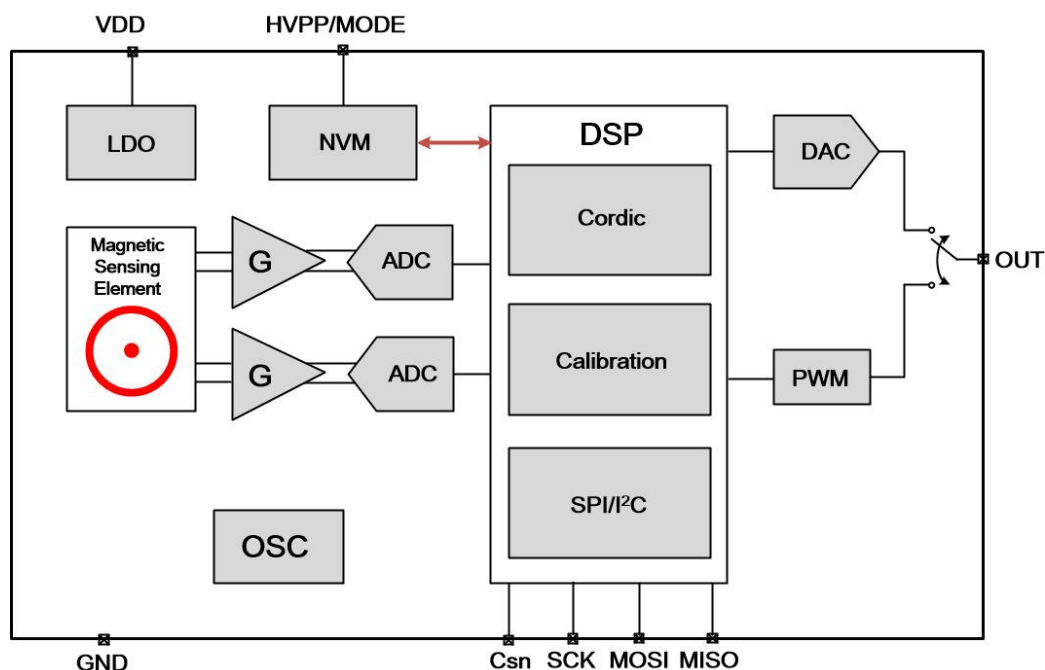 VDD
HVPP/MODE
LDO
NVM
DSP
DAC
Cordic
Magnetic
Sensing
Element
G
ADC
OUT
Calibration
G
ADC
PWM
SPI/I²C
OSC
GND
Csn
SCK
MOSI
MISO